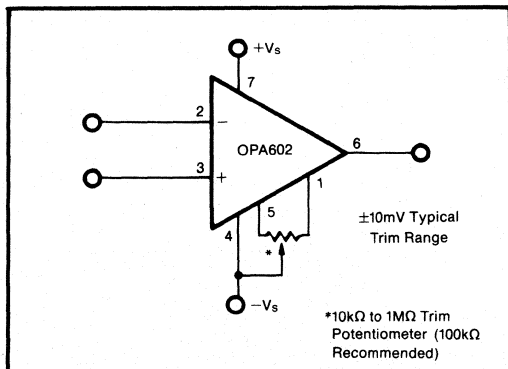 +Vs
7
2
−
OPA602
6
3
+
1
5
4
±10mV Typical
Trim Range
*
−Vs
*10kΩ to 1MΩ Trim
Potentiometer (100kΩ
Recommended)